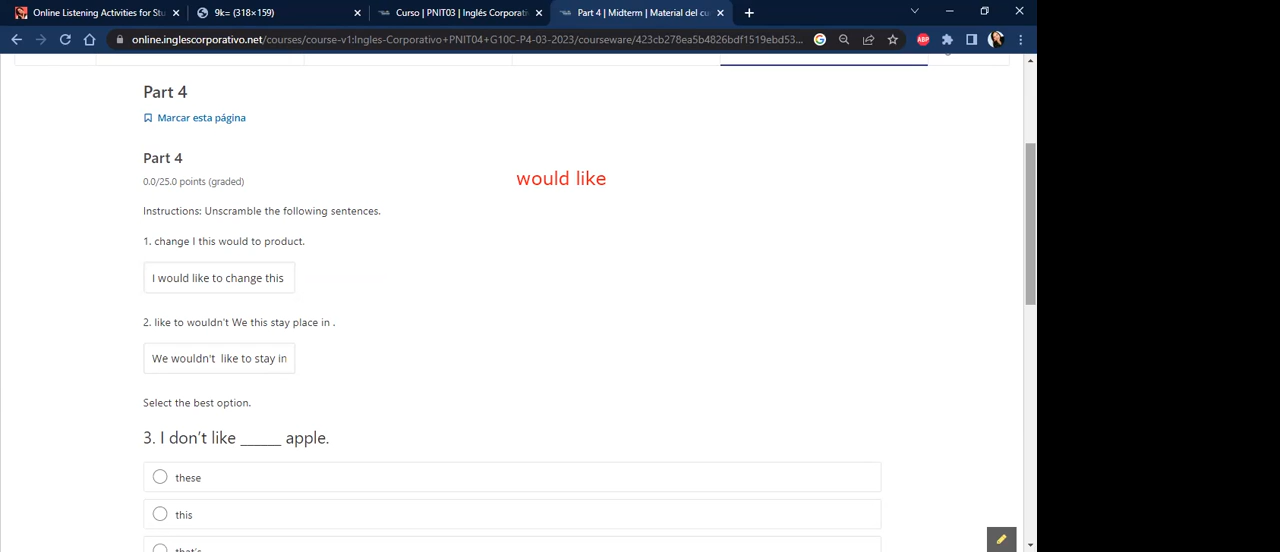 Online Listening Activities for Stu
9k= (318×159)
Curso | PNIT03 | Inglés Corporati
Part 4 | Midterm | Material del cu
online.inglescorporativo.net/courses/course-v1:Ingles-Corporativo+PNIT04+G10C-P4-03-2023/courseware/423cb278ea5b4826bdf1519ebd53...
ABP
Part 4
Marcar esta página
Part 4
0.0/25.0 points (graded)
would like
Instructions: Unscramble the following sentences.
1. change I this would to product.
I would like to change this
2. like to wouldn't We this stay place in .
We wouldn't  like to stay in
Select the best option.
3. I don't like _____ apple.
these
this
that's